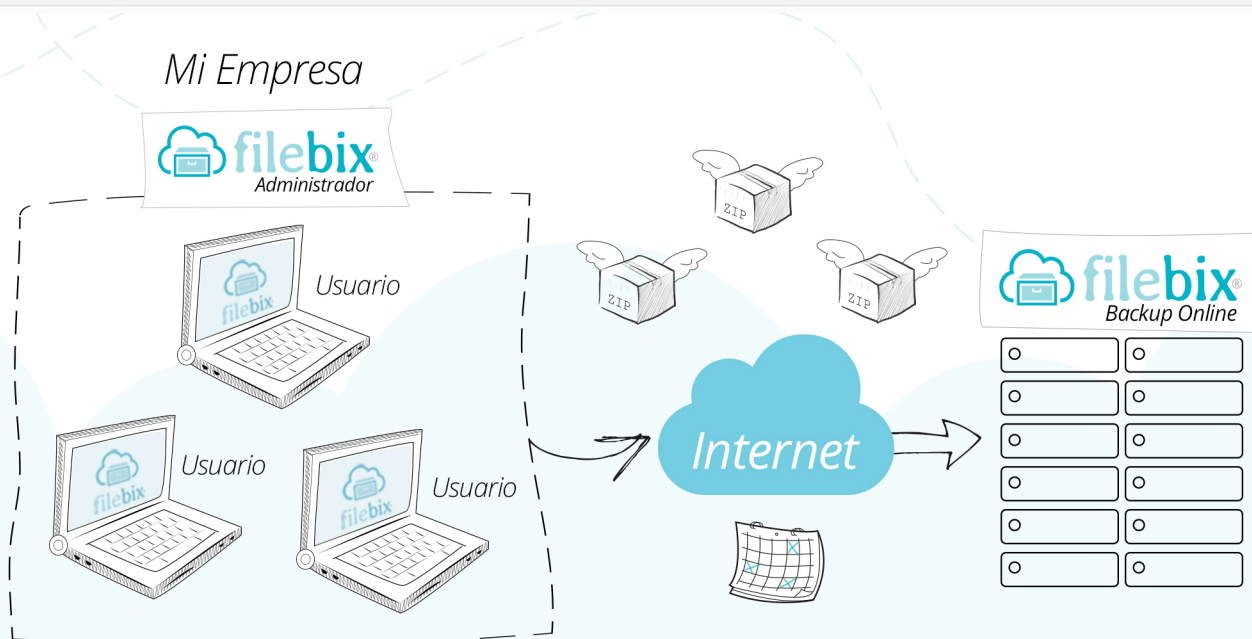 Mi Empresa
filebix®
Administrador
filebix
Usuario
filebix
Usuario
filebix
Usuario
ZIP
ZIP
ZIP
Internet
filebix®
Backup Online